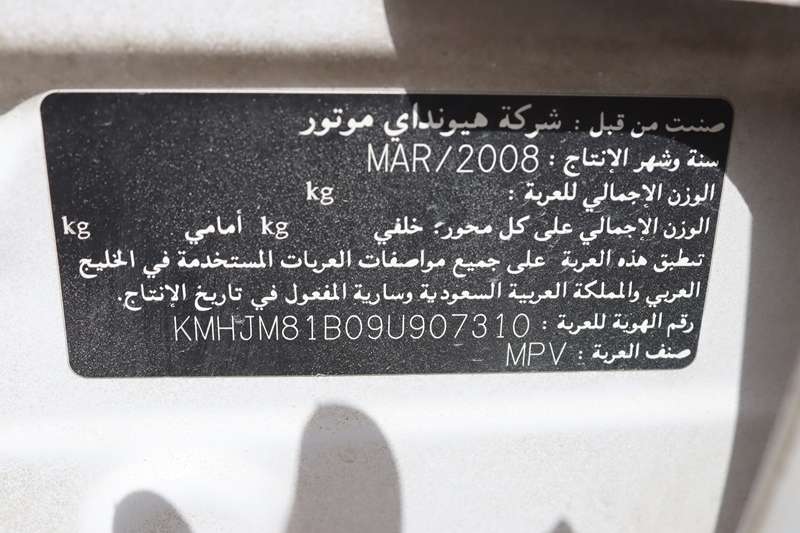 صنعت من قبل : شركة هيونداي موتور
سنة وشهر الإنتاج : MAR/2008
الوزن الإجمالي للعربة : kg
الوزن الإجمالي على كل محور: خلفي kg أمامي kg
تنطبق هذه العربة على جميع مواصفات العربات المستخدمة في الخليج
العربي والمملكة العربية السعودية وسارية المفعول في تاريخ الإنتاج.
رقم الهوية للعربة : KMHJM81B09U907310
صنف العربة : MPV